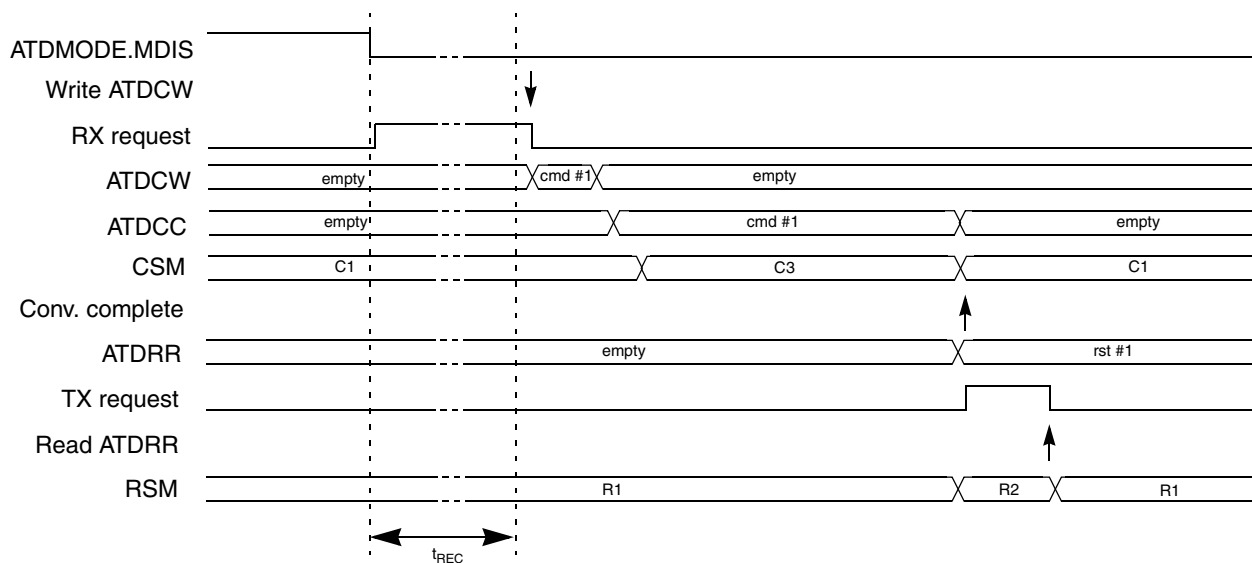 ATDMODE.MDIS
Write ATDCW
RX request
ATDCW empty cmd #1 empty
ATDCC empty cmd #1 empty
CSM C1 C3 C1
Conv. complete
ATDRR empty rst #1
TX request
Read ATDRR
RSM R1 R2 R1
tREC